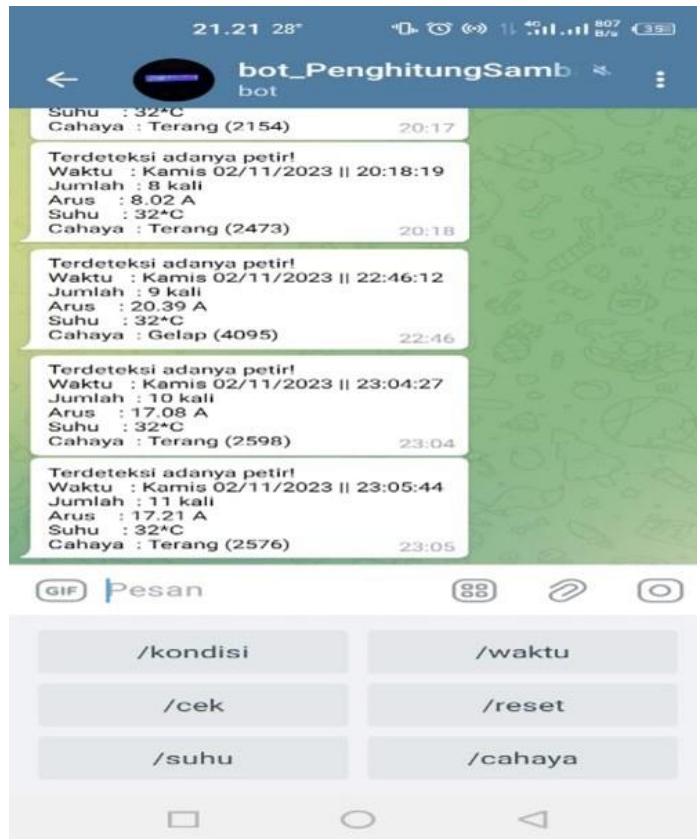 21.21 28° 4G 807 B/s 35
bot_PenghitungSamb
bot
Suhu : 32*C
Cahaya : Terang (2154) 20:17
Terdeteksi adanya petir!
Waktu : Kamis 02/11/2023 || 20:18:19
Jumlah : 8 kali
Arus : 8.02 A
Suhu : 32*C
Cahaya : Terang (2473) 20:18
Terdeteksi adanya petir!
Waktu : Kamis 02/11/2023 || 22:46:12
Jumlah : 9 kali
Arus : 20.39 A
Suhu : 32*C
Cahaya : Gelap (4095) 22:46
Terdeteksi adanya petir!
Waktu : Kamis 02/11/2023 || 23:04:27
Jumlah : 10 kali
Arus : 17.08 A
Suhu : 32*C
Cahaya : Terang (2598) 23:04
Terdeteksi adanya petir!
Waktu : Kamis 02/11/2023 || 23:05:44
Jumlah : 11 kali
Arus : 17.21 A
Suhu : 32*C
Cahaya : Terang (2576) 23:05
GIF Pesan
/kondisi /waktu
/cek /reset
/suhu /cahaya